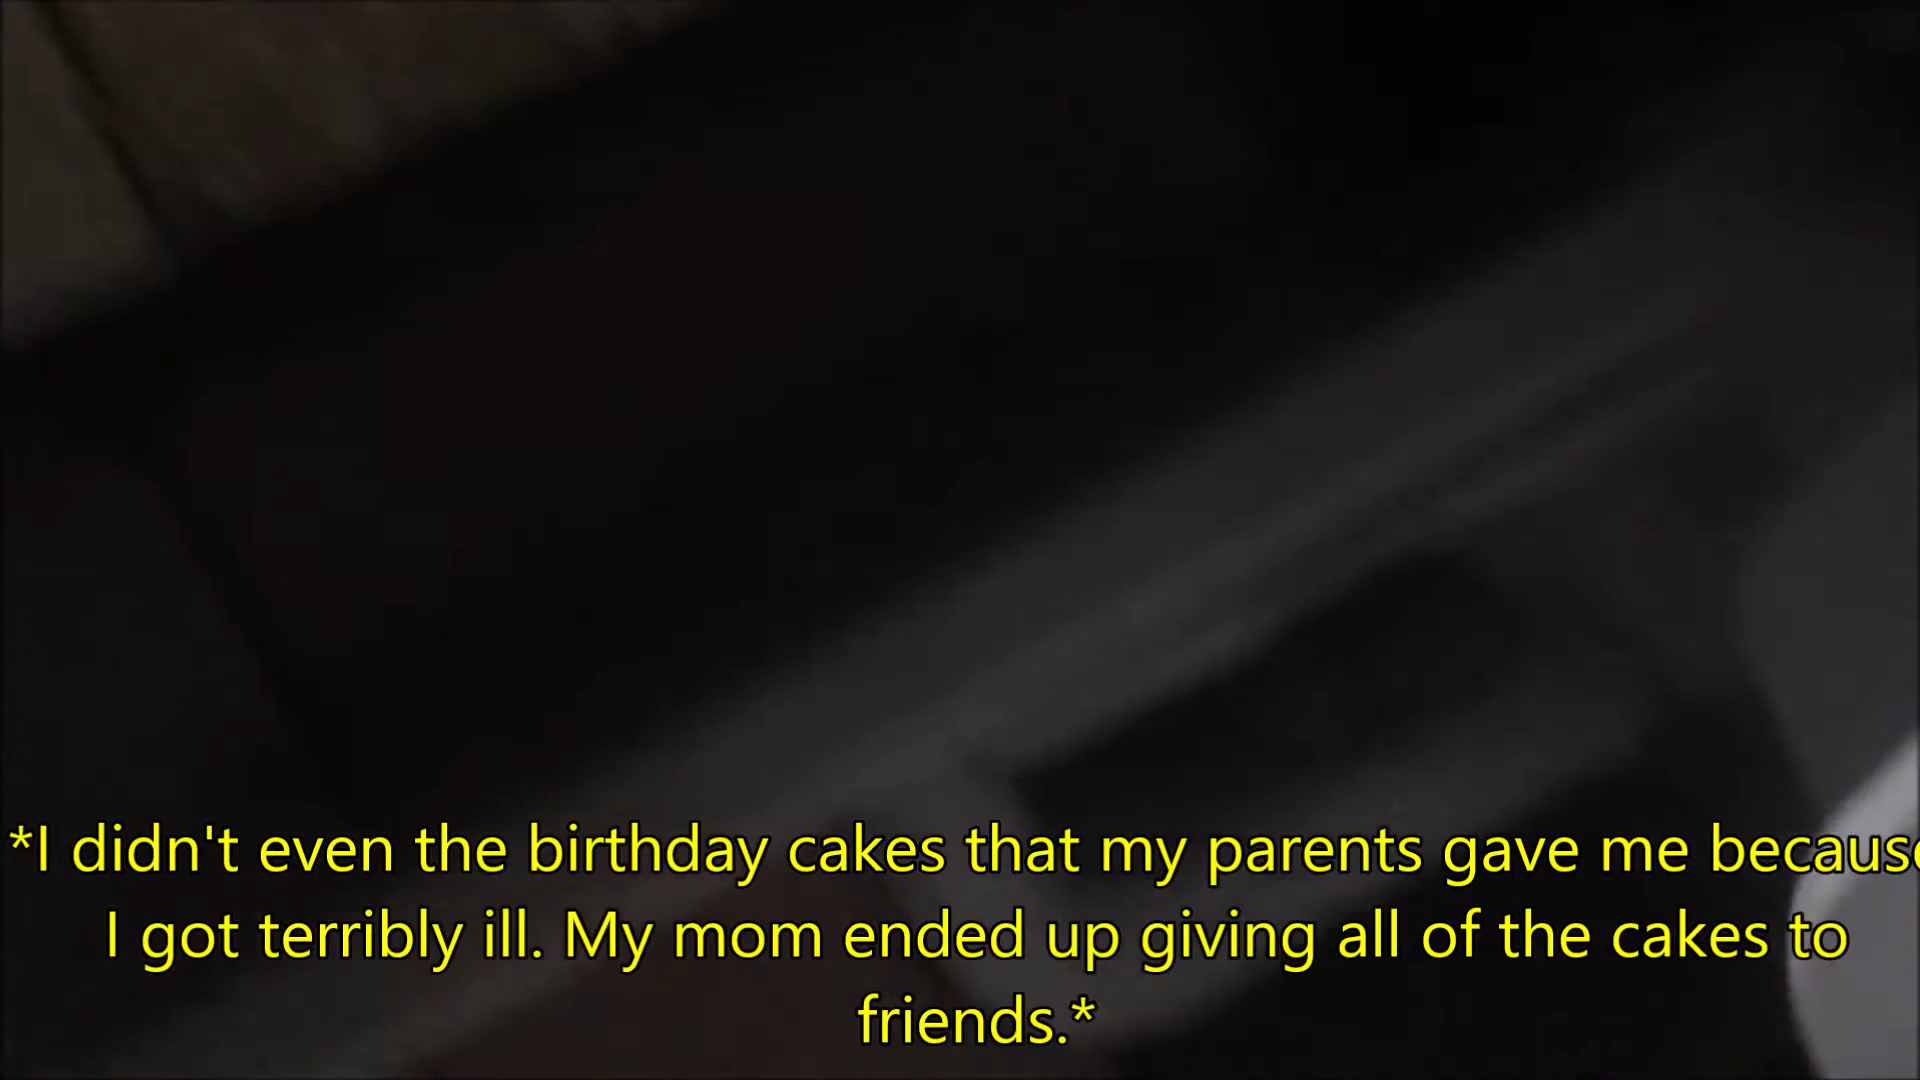 *I didn't even the birthday cakes that my parents gave me because
I got terribly ill. My mom ended up giving all of the cakes to
friends.*